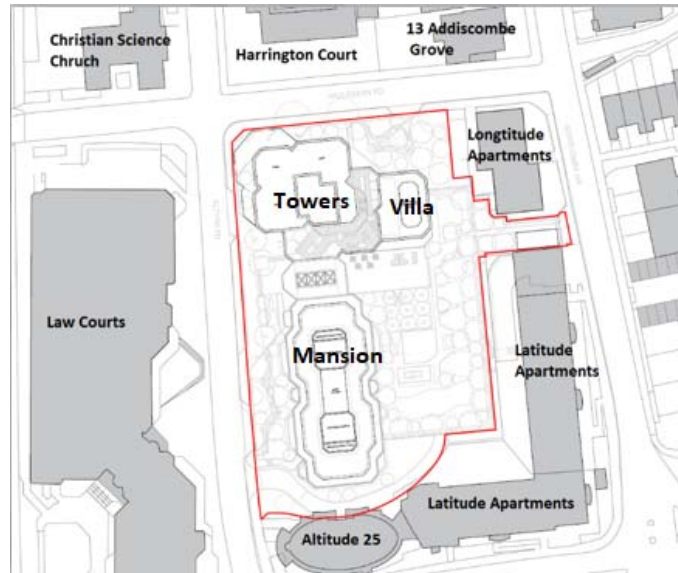 Christian Science
Chruch
Harrington Court
13 Addiscombe
Grove
Longtitude
Apartments
Towers
Villa
Law Courts
Mansion
Latitude
Apartments
Latitude Apartments
Altitude 25